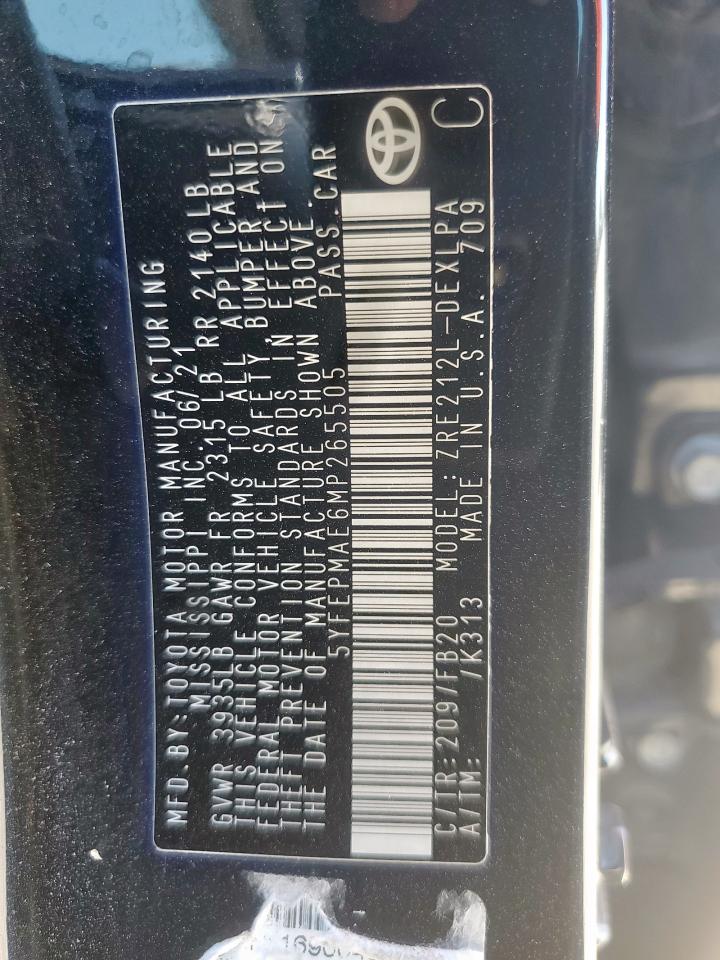 MFD.BY:TOYOTA MOTOR MANUFACTURING
MISSISSIPPI INC. 06/21
GVWR 3935LB GAWR FR 2315 LB RR 2140LB
THIS VEHICLE CONFORMS TO ALL APPLICABLE
FEDERAL MOTOR VEHICLE SAFETY, BUMPER AND
THEFT PREVENTION STANDARDS IN EFFECT ON
THE DATE OF MANUFACTURE SHOWN ABOVE.
5YFEPMAE6MP265505 PASS.CAR
C/TR:209/FB20 MODEL:ZRE212L-DEXLPA
A/TM: /K313 MADE IN U.S.A. 709
C